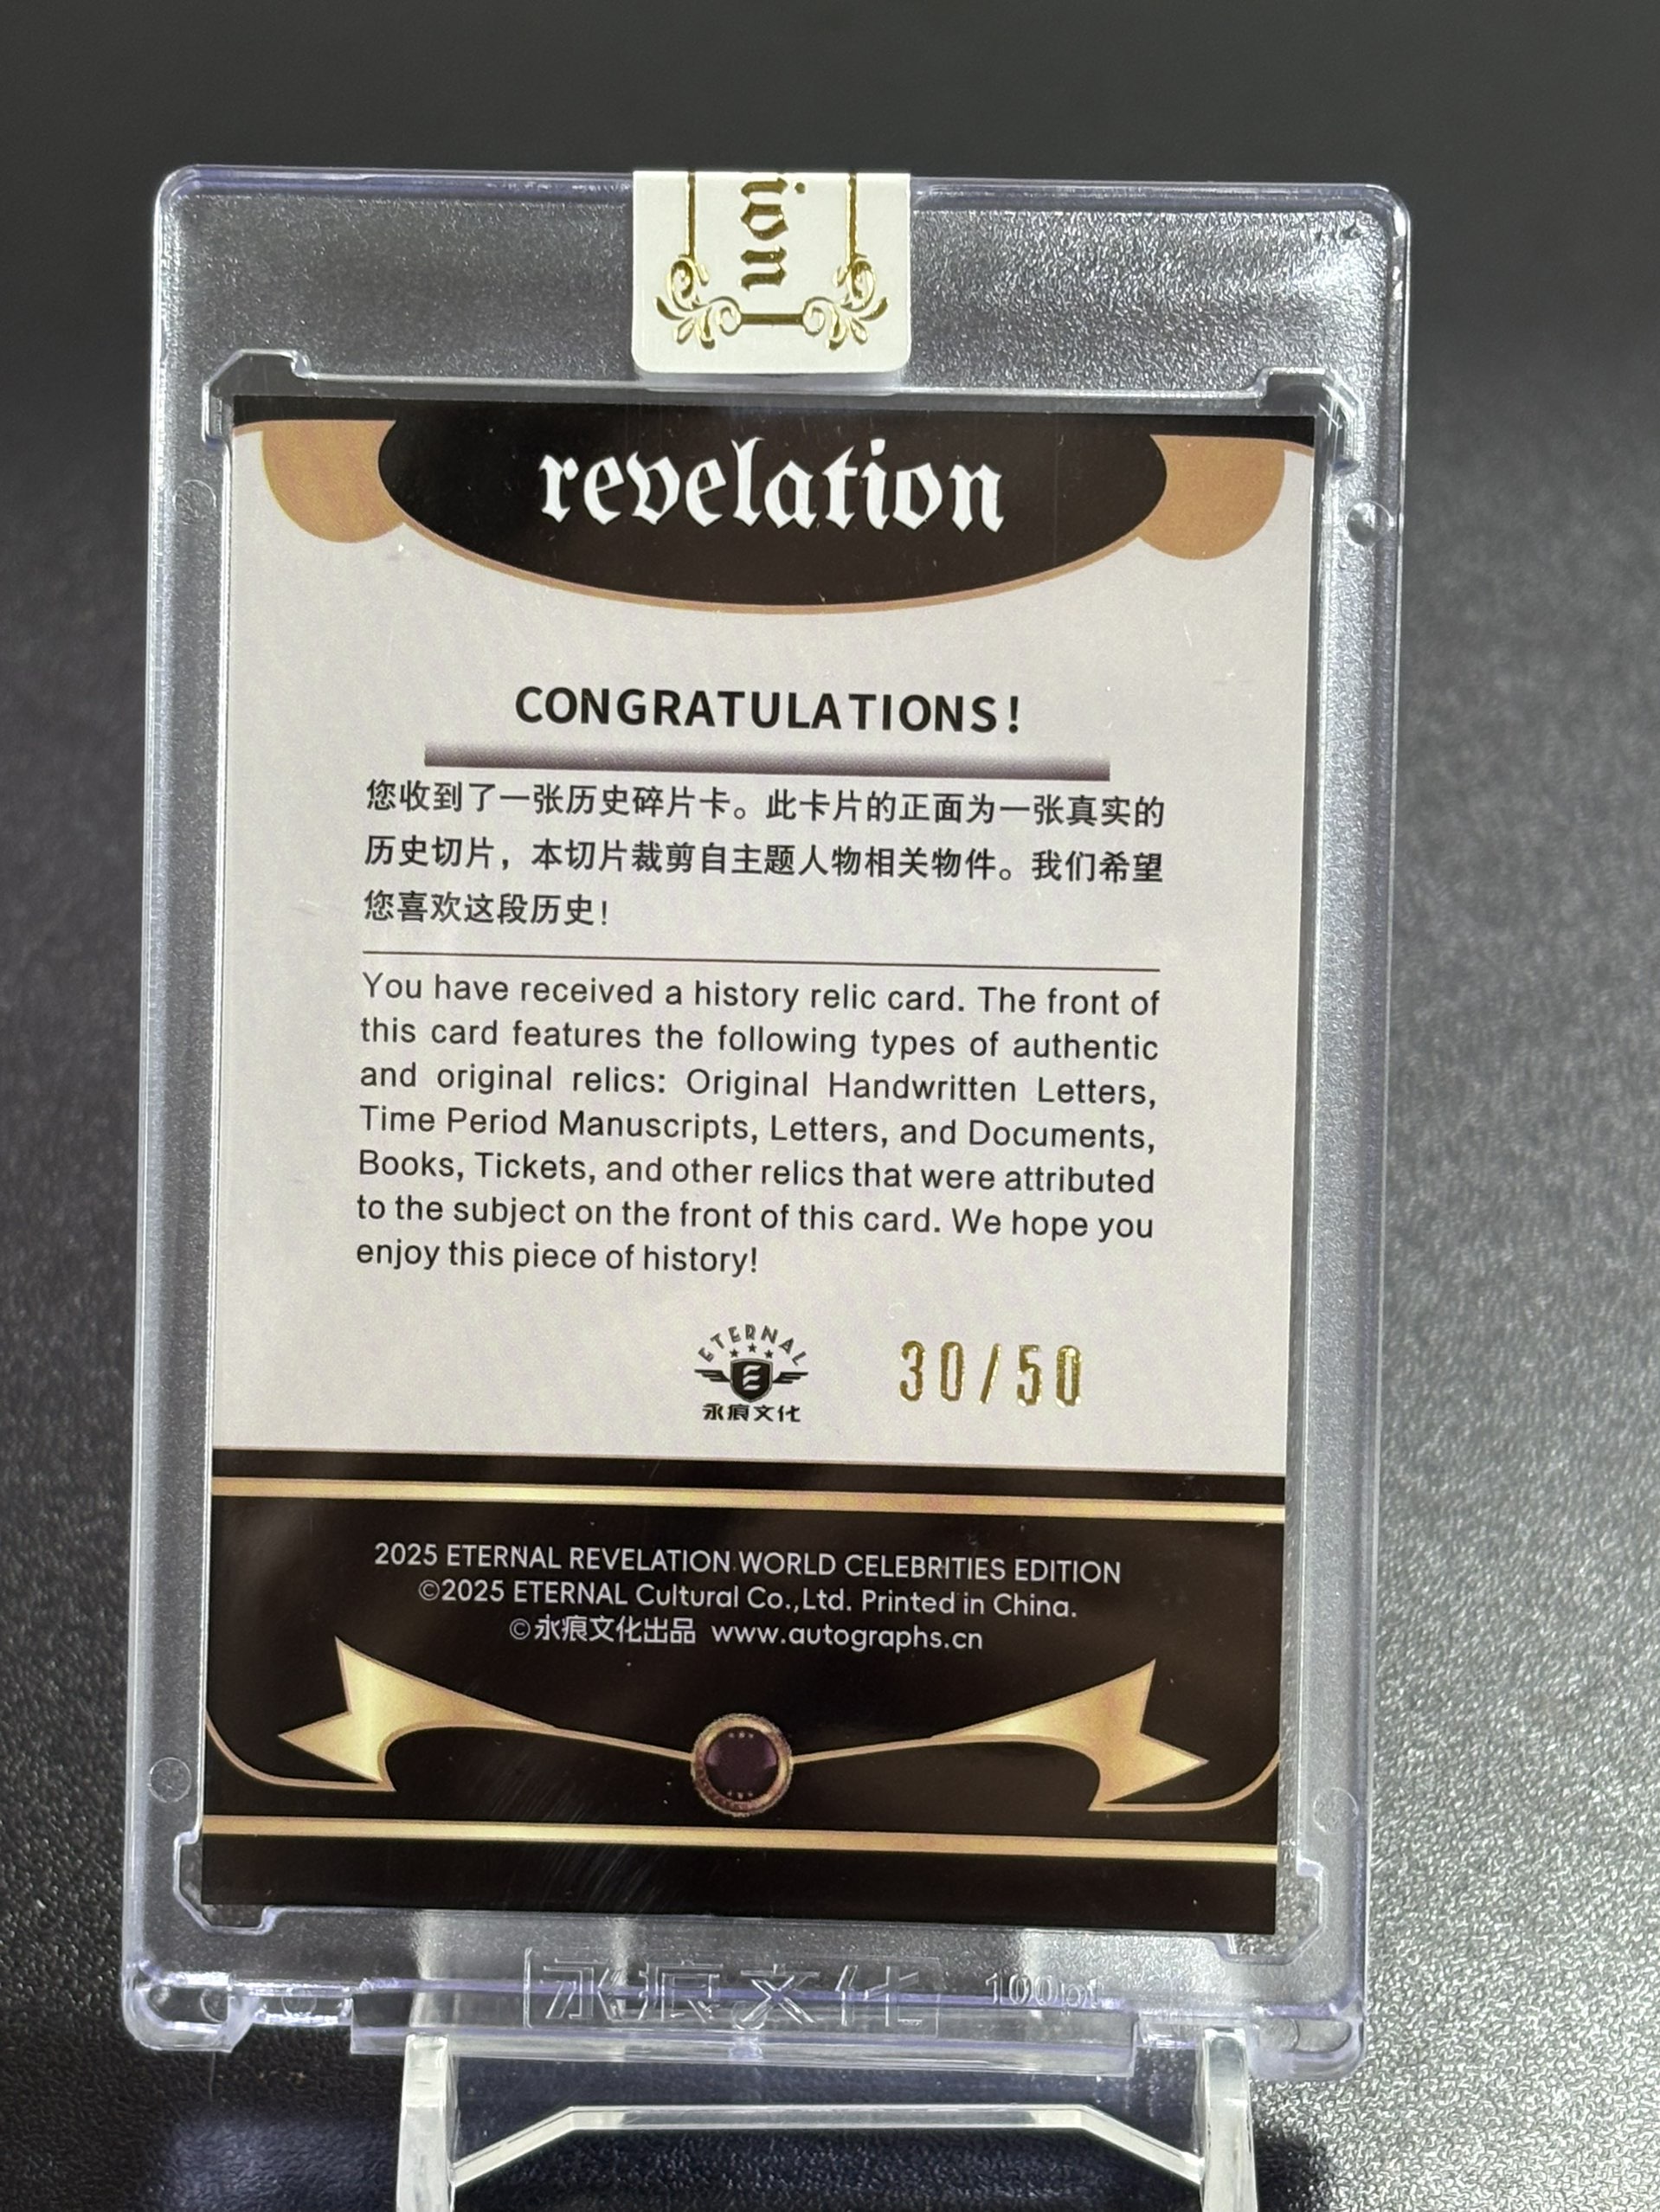 ion
revelation
CONGRATULATIONS!
您收到了一张历史碎片卡。此卡片的正面为一张真实的
历史切片，本切片裁剪自主题人物相关物件。我们希望
您喜欢这段历史！
You have received a history relic card. The front of
this card features the following types of authentic
and original relics: Original Handwritten Letters,
Time Period Manuscripts, Letters, and Documents,
Books, Tickets, and other relics that were attributed
to the subject on the front of this card. We hope you
enjoy this piece of history!
ETERNAL
E
永痕文化
30/50
2025 ETERNAL REVELATION WORLD CELEBRITIES EDITION
©2025 ETERNAL Cultural Co.,Ltd. Printed in China.
©永痕文化出品 www.autographs.cn
永痕文化 100pt